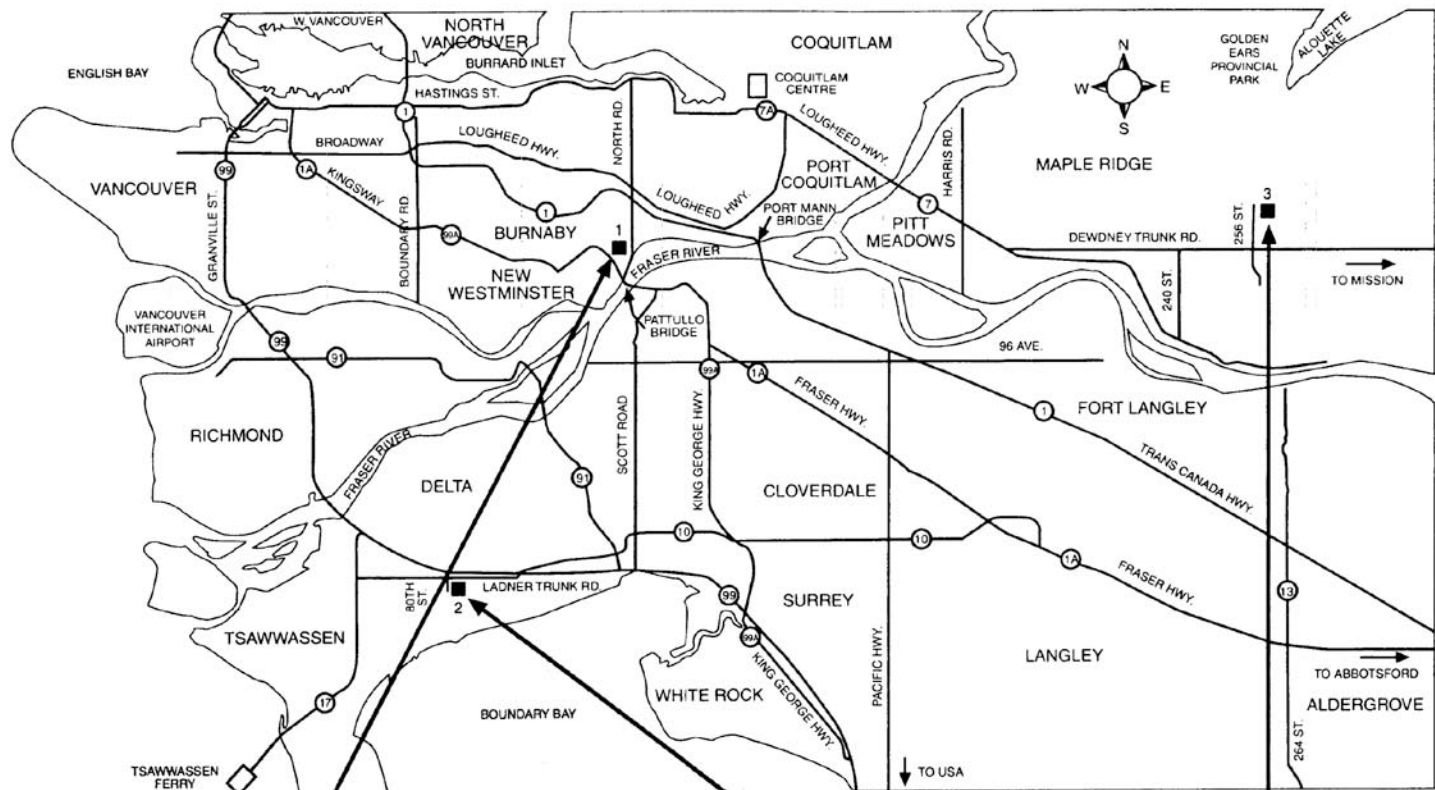 W. VANCOUVER
NORTH
VANCOUVER
BURRARD INLET
ENGLISH BAY
HASTINGS ST.
COQUITLAM
COQUITLAM
CENTRE
7A
GOLDEN
EARS
PROVINCIAL
PARK
ALOUETTE
LAKE
N
W
E
S
1
BROADWAY
LOUGHEED HWY.
NORTH RD.
LOUGHEED HWY.
HARRIS RD.
MAPLE RIDGE
99
1A
KINGSWAY
VANCOUVER
GRANVILLE ST.
BOUNDARY RD
99A
1
BURNABY
LOUGHEED HWY.
LOUGHEED HWY.
PORT
COQUITLAM
PORT MANN
BRIDGE
7
PITT
MEADOWS
3
256 ST.
DEWDNEY TRUNK RD.
1
FRASER RIVER
NEW
WESTMINSTER
240 ST.
TO MISSION
VANCOUVER
INTERNATIONAL
AIRPORT
PATTULLO
BRIDGE
99
91
96 AVE.
99A
1A
FRASER HWY.
1
FORT LANGLEY
RICHMOND
FRASER RIVER
SCOTT ROAD
KING GEORGE HWY.
TRANS CANADA HWY.
DELTA
91
CLOVERDALE
10
10
1A
FRASER HWY.
80TH
ST.
2
LADNER TRUNK RD.
99
SURREY
13
TSAWWASSEN
99A
KING GEORGE HWY.
PACIFIC HWY.
LANGLEY
TO ABBOTSFORD
WHITE ROCK
ALDERGROVE
17
BOUNDARY BAY
264 ST.
TSAWWASSEN
FERRY
TO USA